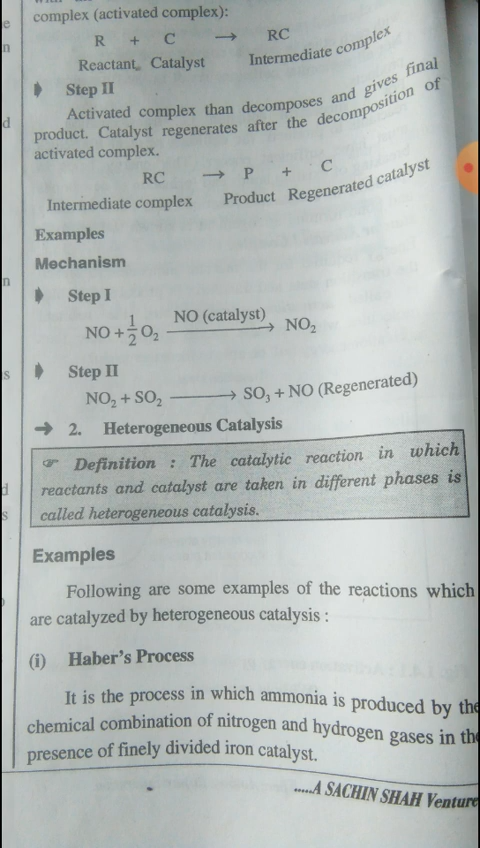 complex (activated complex):
R + C → RC
Reactant, Catalyst Intermediate complex
Step II
Activated complex than decomposes and gives final
product. Catalyst regenerates after the decomposition of
activated complex.
RC → P + C
Intermediate complex Product Regenerated catalyst
Examples
Mechanism
Step I
NO + 1/2 O₂ NO (catalyst) → NO₂
Step II
NO₂ + SO₂ → SO₃ + NO (Regenerated)
→ 2. Heterogeneous Catalysis
☞ Definition : The catalytic reaction in which
reactants and catalyst are taken in different phases is
called heterogeneous catalysis.
Examples
Following are some examples of the reactions which
are catalyzed by heterogeneous catalysis :
(i) Haber's Process
It is the process in which ammonia is produced by the
chemical combination of nitrogen and hydrogen gases in the
presence of finely divided iron catalyst.
.....A SACHIN SHAH Venture